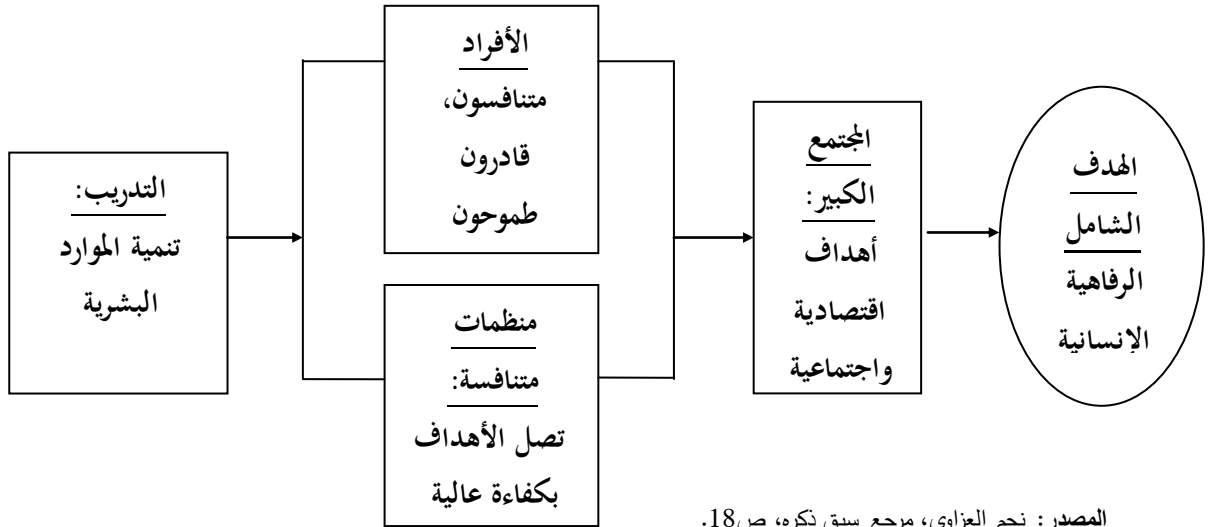 التدريب:
تنمية الموارد
البشرية
الأفراد
متنافسون،
قادرون
طموحون
منظمات
متنافسة:
تصل الأهداف
بكفاءة عالية
المجتمع
الكبير:
أهداف
اقتصادية
واجتماعية
الهدف
الشامل
الرفاهية
الإنسانية
المصدر: نجم العزاوي، مرجع سبق ذكره، ص18.